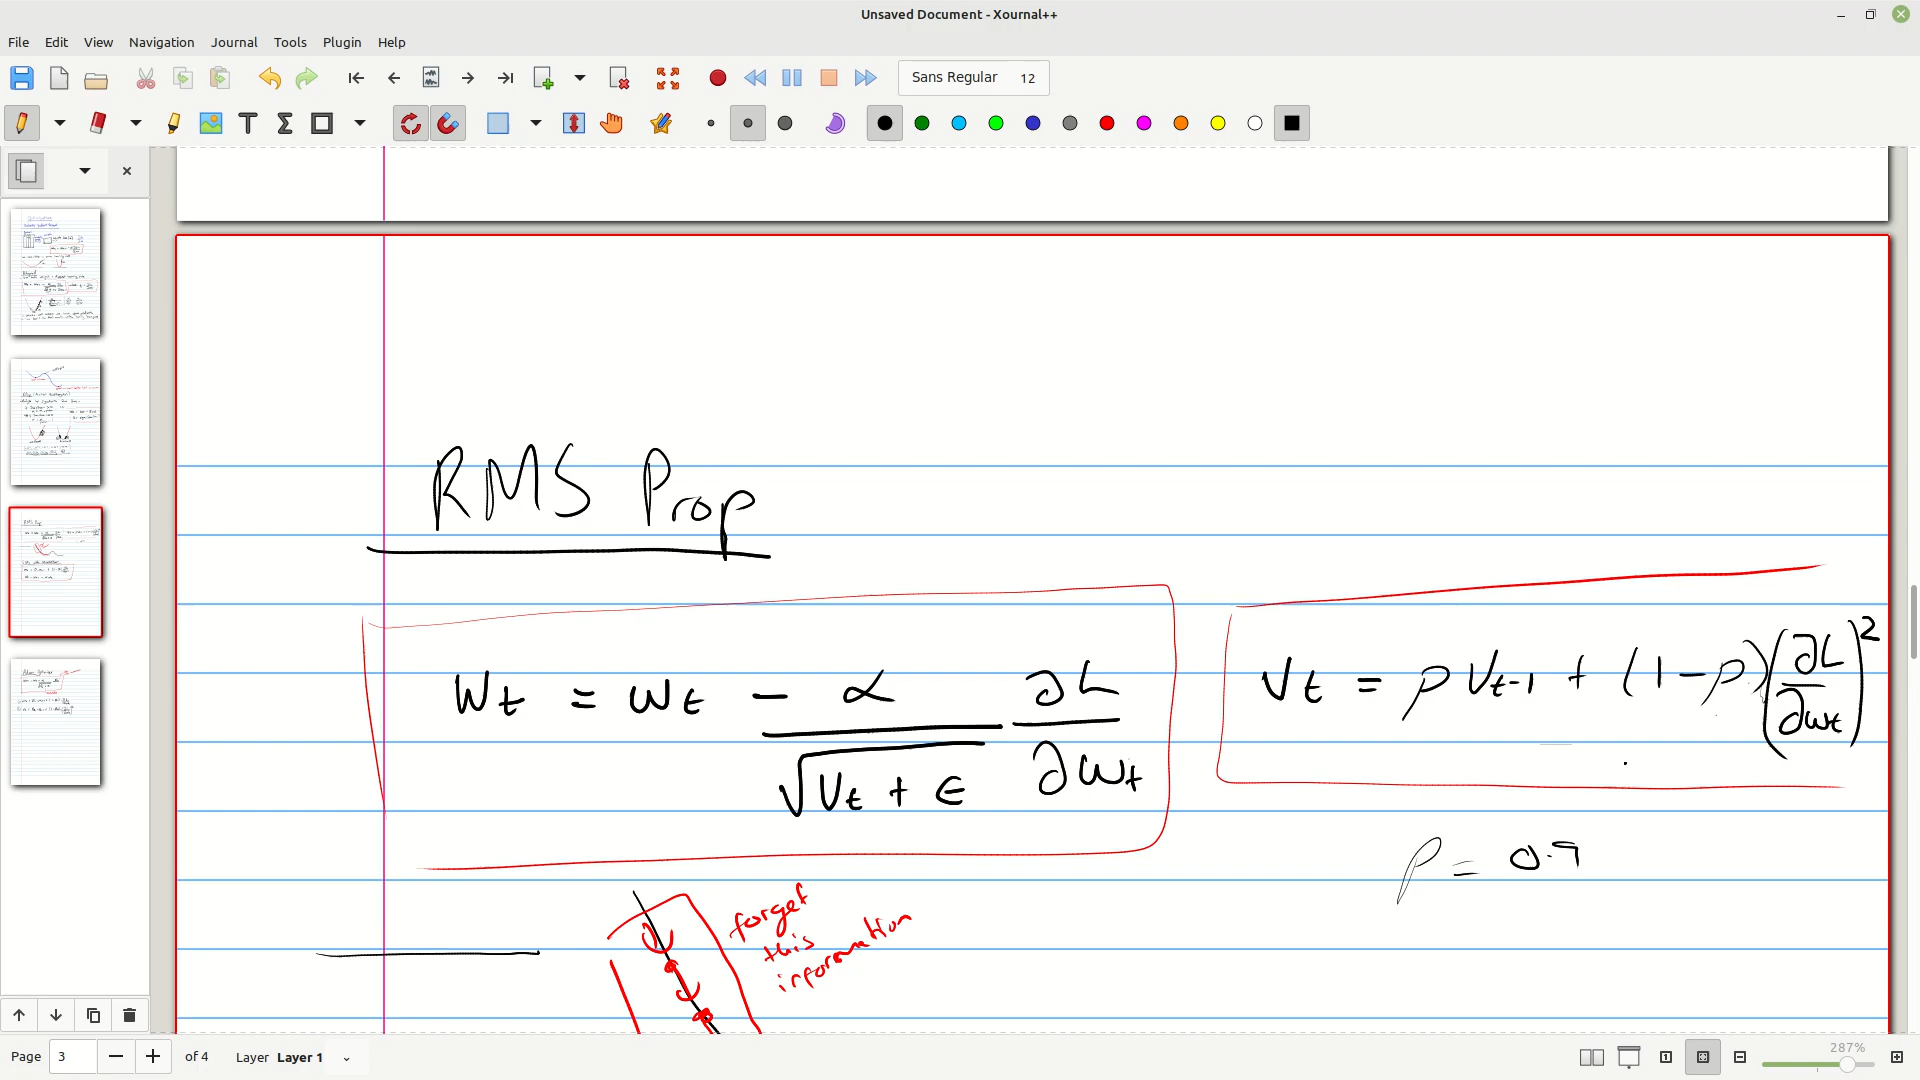 Unsaved Document - Xournal++
File Edit View Navigation Journal Tools Plugin Help
Sans Regular 12
RMS Prop
Wt = Wt - α / √(Vt + ϵ) ∂L / ∂Wt
Vt = ρ Vt-1 + (1-ρ) (∂L / ∂Wt)²
ρ = 0.9
forget
this
information
Page 3 of 4 Layer Layer 1
287%